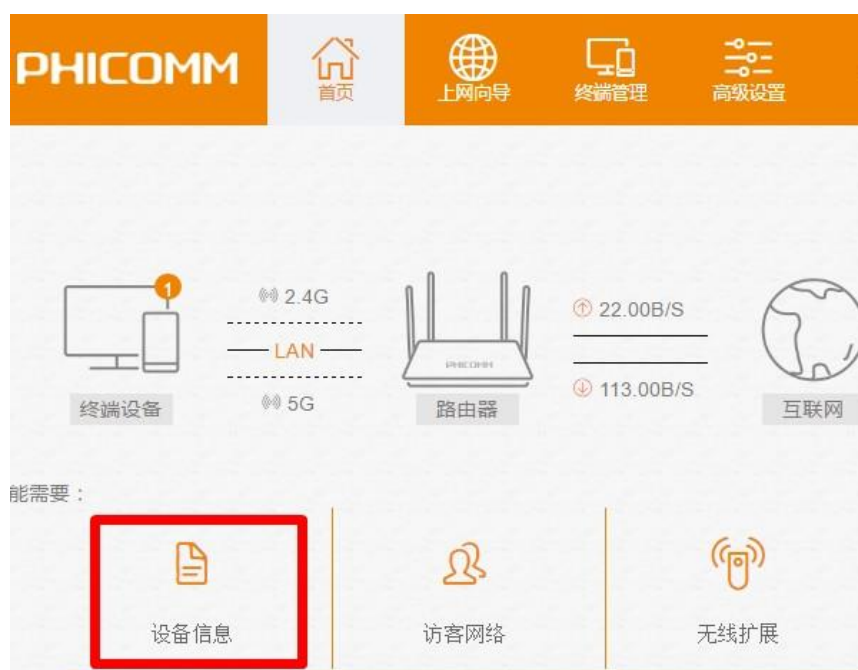 PHICOMM
首页
上网向导
终端管理
高级设置
1
2.4G
LAN
5G
22.00B/S
113.00B/S
PHICOMM
终端设备
路由器
互联网
能需要：
设备信息
访客网络
无线扩展